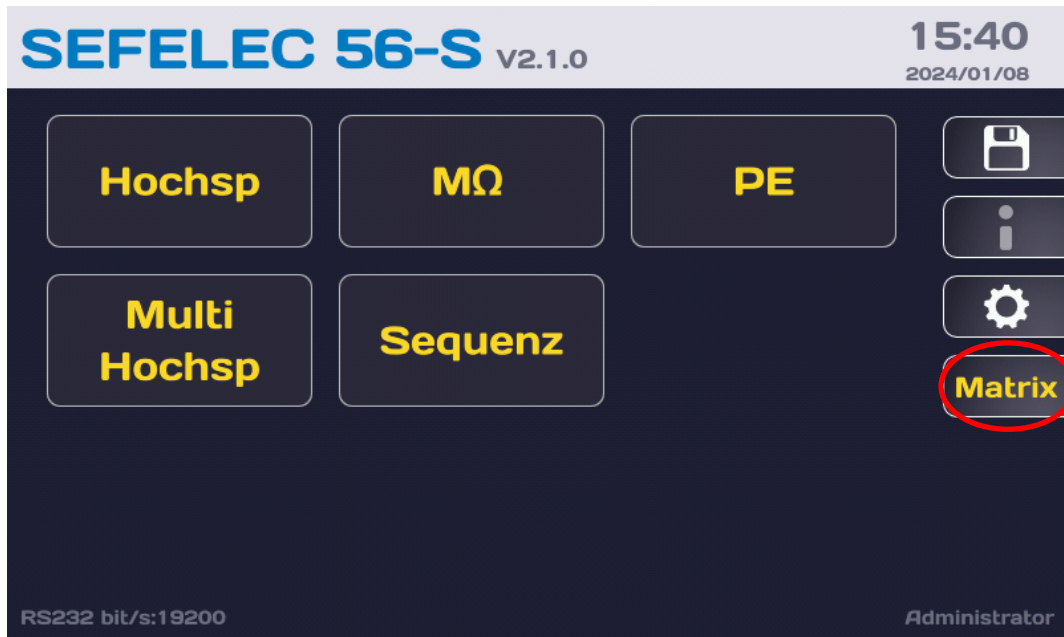 SEFELEC 56-S V2.1.0
15:40
2024/01/08
Hochsp
MΩ
PE
Multi
Hochsp
Sequenz
Matrix
RS232 bit/s:19200
Administrator